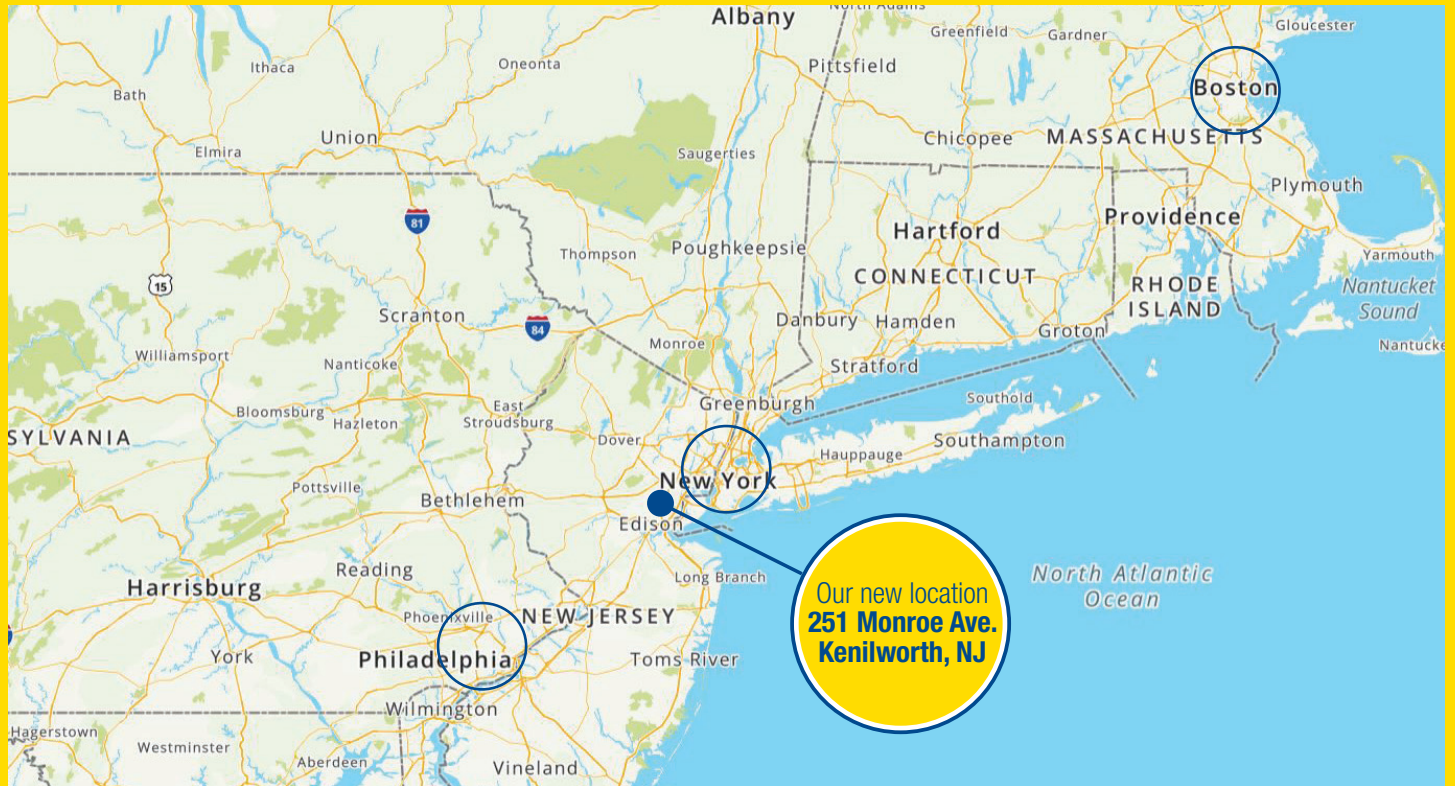 North Adams
Albany
Greenfield
Gardner
Gloucester
Ithaca
Oneonta
Pittsfield
Boston
Bath
Union
Elmira
Saugerties
Chicopee
MASSACHUSETTS
Plymouth
81
Thompson
Poughkeepsie
Hartford
Providence
Yarmouth
15
CONNECTICUT
RHODE
ISLAND
Nantucket
Sound
Scranton
84
Danbury
Hamden
Groton
Williamsport
Nanticoke
Monroe
Stratford
Nantucke
Bloomsburg
Hazleton
East
Stroudsburg
Greenburgh
Southold
SYLVANIA
Dover
Hauppauge
Southampton
Pottsville
Bethlehem
New York
Edison
Harrisburg
Reading
Long Branch
North Atlantic
Ocean
Our new location
251 Monroe Ave.
Kenilworth, NJ
Phoenixville
NEW JERSEY
York
Philadelphia
Toms River
Wilmington
Hagerstown
Westminster
Aberdeen
Vineland